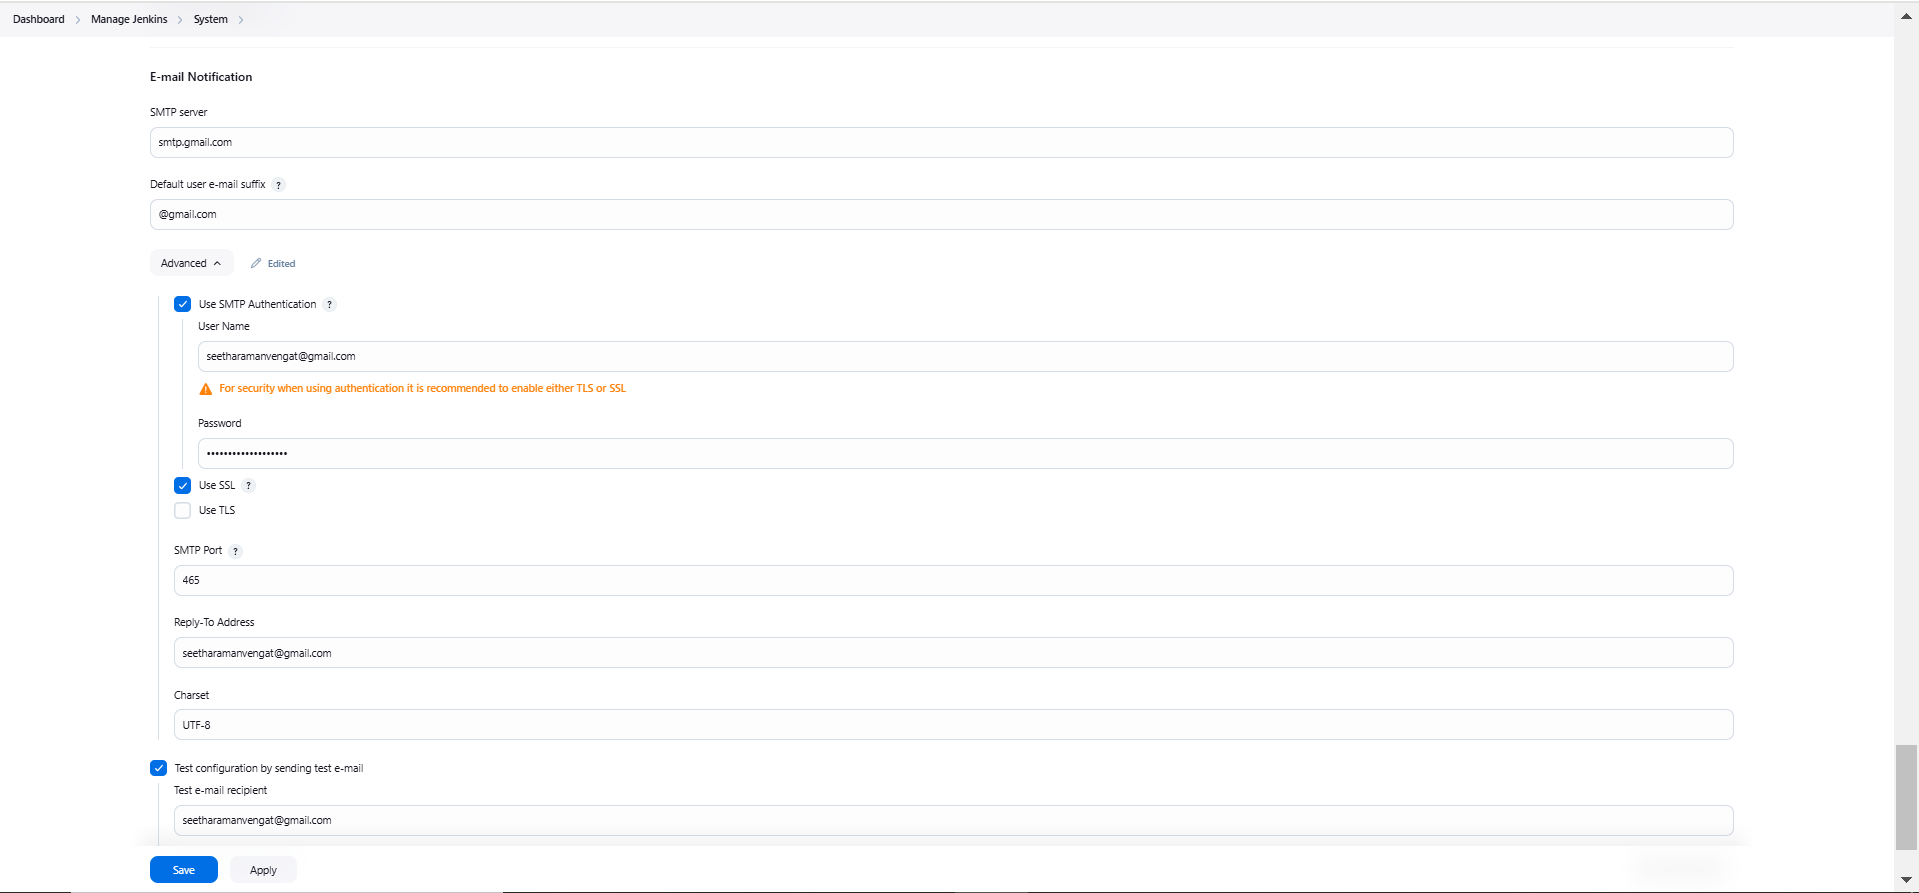 Dashboard > Manage Jenkins > System >
E-mail Notification
SMTP server
smtp.gmail.com
Default user e-mail suffix ?
@gmail.com
Advanced Edited
Use SMTP Authentication ?
User Name
seetharamanvengat@gmail.com
For security when using authentication it is recommended to enable either TLS or SSL
Password
•••••••••••••••••••
Use SSL ?
Use TLS
SMTP Port ?
465
Reply-To Address
seetharamanvengat@gmail.com
Charset
UTF-8
Test configuration by sending test e-mail
Test e-mail recipient
seetharamanvengat@gmail.com
Save Apply